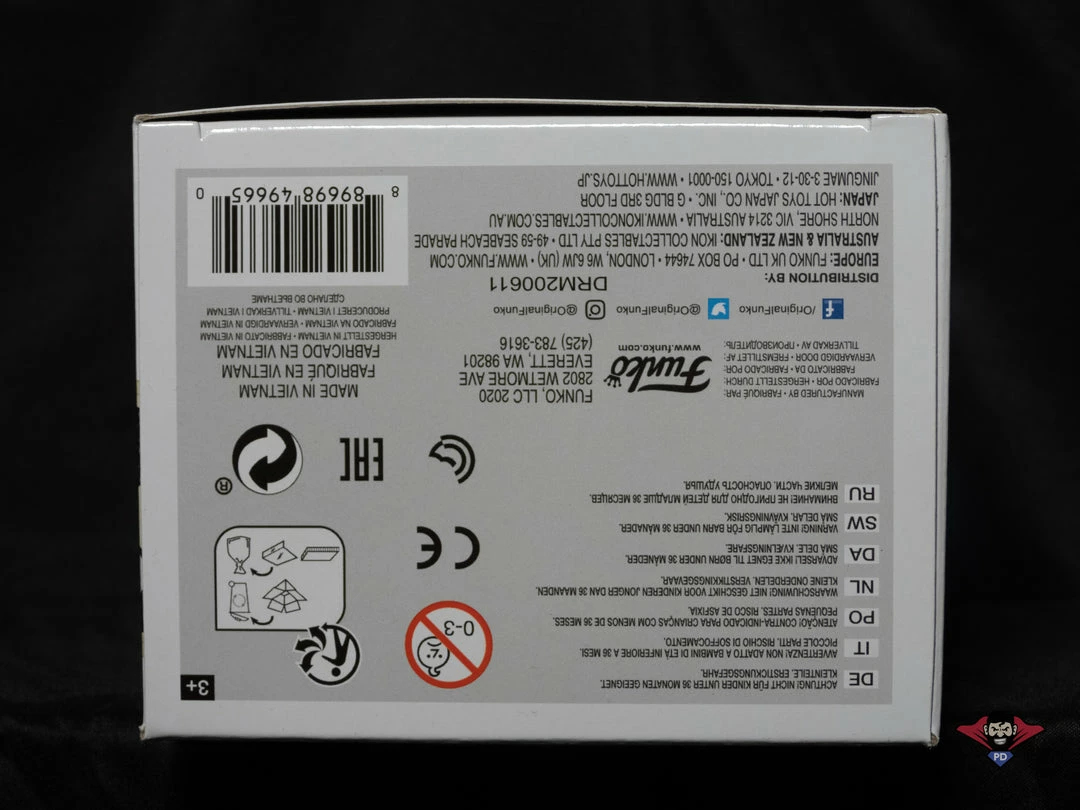 3+
0-3
DE
ACHTUNG! NICHT FÜR KINDER UNTER 36 MONATEN GEEIGNET.
KLEINTEILE. ERSTICKUNGSGEFAHR.
IT
AVVERTENZA! NON ADATTO A BAMBINI DI ETÀ INFERIORE A 36 MESI.
PICCOLE PARTI. RISCHIO DI SOFFOCAMENTO.
PO
ATENÇÃO! CONTRA-INDICADO PARA CRIANÇAS COM MENOS DE 36 MESES.
PEQUENAS PARTES. RISCO DE ASFIXIA.
NL
WAARSCHUWING! NIET GESCHIKT VOOR KINDEREN JONGER DAN 36 MAANDEN.
KLEINE ONDERDELEN. VERSTIKKINGSGEVAAR.
DA
ADVARSEL! IKKE EGNET TIL BØRN UNDER 36 MÅNEDER.
SMÅ DELE. KVÆLNINGSFARE.
SW
VARNING! INTE LÄMPLIG FÖR BARN UNDER 36 MÅNADER.
SMÅ DELAR. KVÄVNINGSRISK.
RU
ВНИМАНИЕ! НЕ ПРИГОДНО ДЛЯ ДЕТЕЙ МЛАДШЕ 36 МЕСЯЦЕВ.
МЕЛКИЕ ЧАСТИ. ОПАСНОСТЬ УДУШЬЯ.
CE
EAC
®
MANUFACTURED BY • FABRIQUÉ PAR:
FABRICADO POR • HERGESTELLT DURCH:
FABBRICATO DA • FABRICADO POR:
VERVAARDIGD DOOR • FREMSTILLET AF:
TILLVERKAD AV • ПРОИЗВОДИТЕЛЬ:
Funko
www.funko.com
FUNKO, LLC 2020
2802 WETMORE AVE
EVERETT, WA 98201
(425) 783-3616
MADE IN VIETNAM
FABRIQUÉ EN VIETNAM
FABRICADO EN VIETNAM
HERGESTELLT IN VIETNAM • FABBRICATO IN VIETNAM
FABRICADO NA VIETNAM • VERVAARDIGD IN VIETNAM
PRODUCERET I VIETNAM • TILLVERKAD I VIETNAM
СДЕЛАНО ВО ВЬЕТНАМЕ
/OriginalFunko
@OriginalFunko
@OriginalFunko
DRM200611
DISTRIBUTION BY:
EUROPE: FUNKO UK LTD • PO BOX 74644 • LONDON, W6 6JW (UK) • WWW.FUNKO.COM
AUSTRALIA & NEW ZEALAND: IKON COLLECTABLES PTY LTD • 49-59 SEABEACH PARADE
NORTH SHORE, VIC 3214 AUSTRALIA • WWW.IKONCOLLECTABLES.COM.AU
JAPAN: HOT TOYS JAPAN CO., INC. • G BLDG 3RD FLOOR
JINGUMAE 3-30-12 • TOKYO 150-0001 • WWW.HOTTOYS.JP
8 89698 49665 0
PD